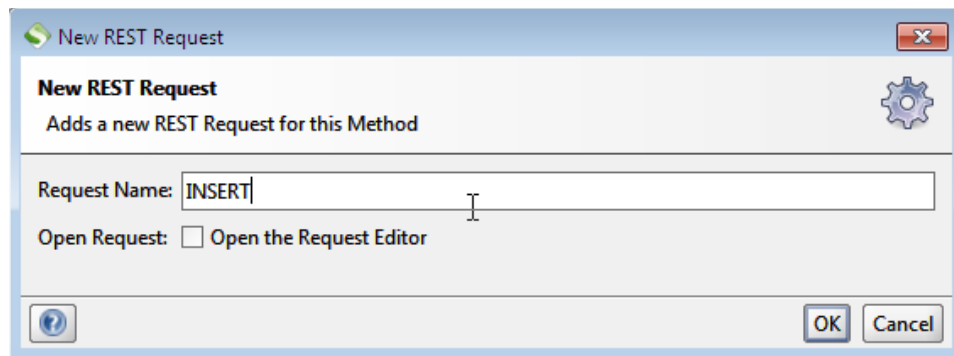 New REST Request
New REST Request
Adds a new REST Request for this Method
Request Name: INSERT
Open Request: Open the Request Editor
OK Cancel